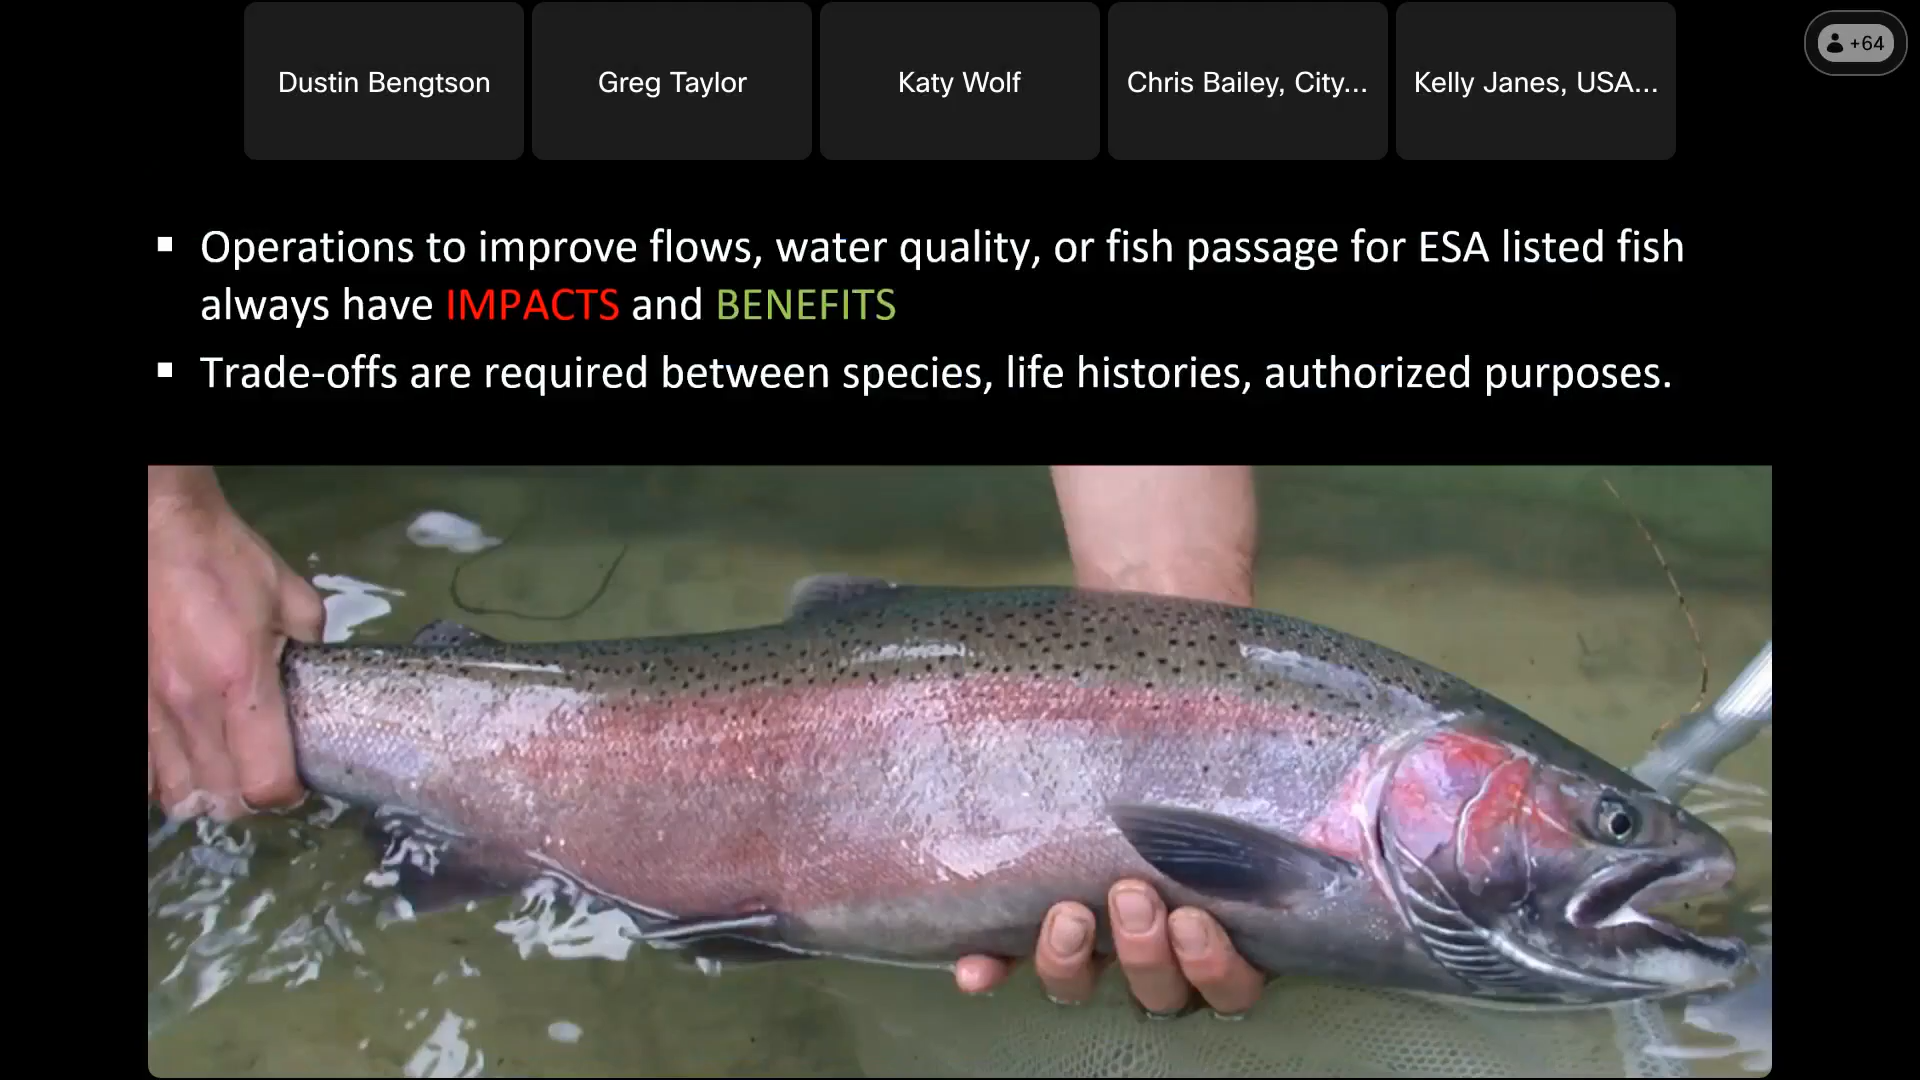 Dustin Bengtson
Greg Taylor
Katy Wolf
Chris Bailey, City...
Kelly Janes, USA...
+64
▪ Operations to improve flows, water quality, or fish passage for ESA listed fish
always have IMPACTS and BENEFITS
▪ Trade-offs are required between species, life histories, authorized purposes.